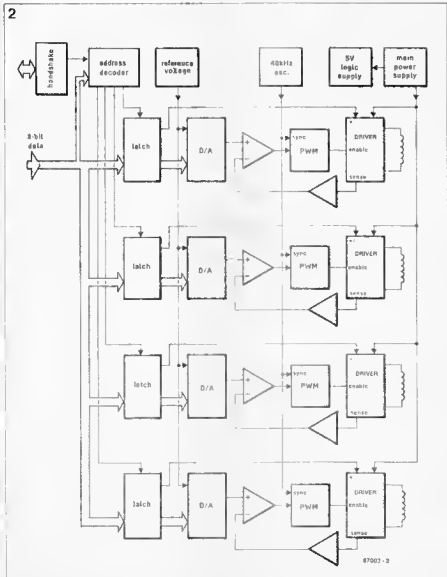 2
handshake
address
decoder
reference
voltage
40kHz
osc.
5V
logic
supply
main
power
supply
8-bit
data
latch
D/A
+
−
sync
PWM
DRIVER
enable
sense
latch
D/A
+
−
sync
PWM
DRIVER
enable
sense
latch
D/A
+
−
sync
PWM
DRIVER
enable
sense
latch
D/A
+
−
sync
PWM
DRIVER
enable
sense
87002 - 2